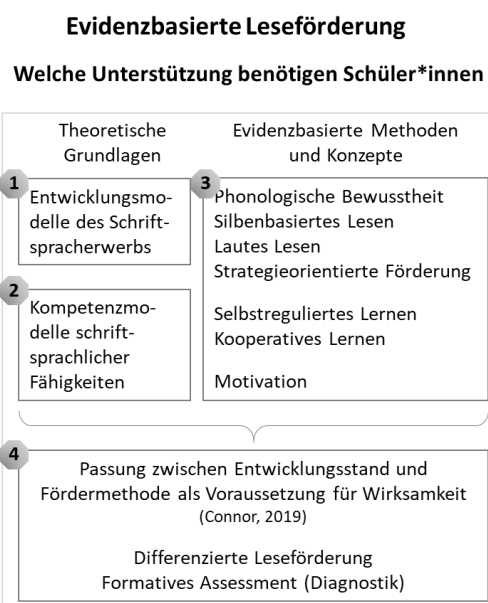 Evidenzbasierte Leseförderung
Welche Unterstützung benötigen Schüler*innen
Theoretische
Grundlagen
1
Entwicklungsmo-
delle des Schrift-
spracherwerbs
2
Kompetenzmo-
delle schrift-
sprachlicher
Fähigkeiten
Evidenzbasierte Methoden
und Konzepte
3
Phonologische Bewusstheit
Silbenbasiertes Lesen
Lautes Lesen
Strategieorientierte Förderung
Selbstreguliertes Lernen
Kooperatives Lernen
Motivation
4
Passung zwischen Entwicklungsstand und
Fördermethode als Voraussetzung für Wirksamkeit
(Connor, 2019)
Differenzierte Leseförderung
Formatives Assessment (Diagnostik)